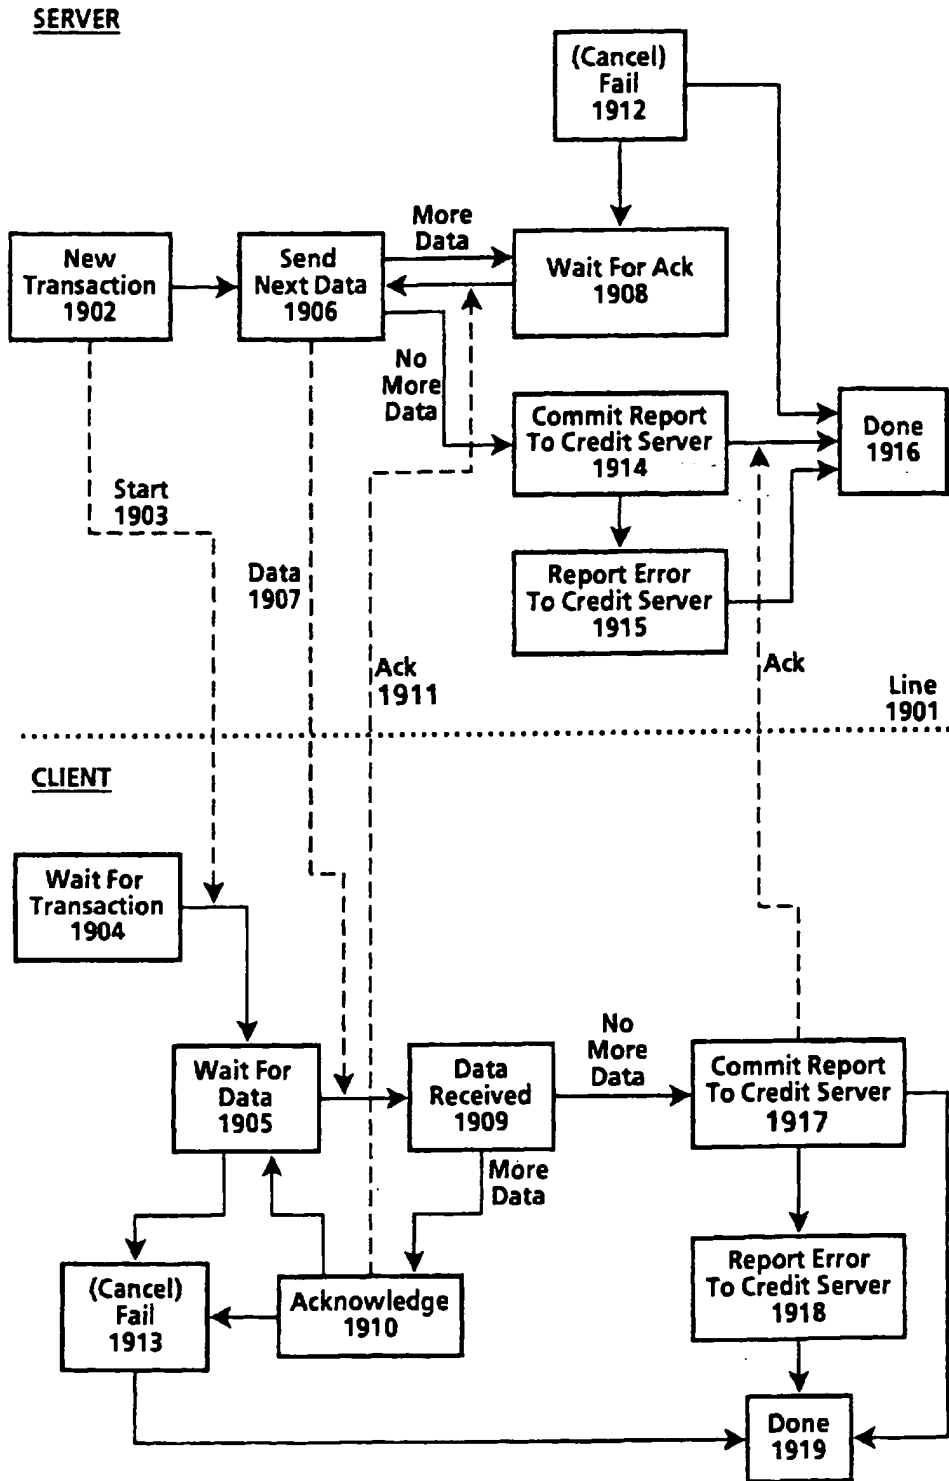 SERVER
(Cancel)
Fail
1912
More
Data
New
Transaction
1902
Send
Next Data
1906
Wait For Ack
1908
No
More
Data
Commit Report
To Credit Server
1914
Done
1916
Start
1903
Data
1907
Report Error
To Credit Server
1915
Ack
1911
Ack
Line
1901
CLIENT
Wait For
Transaction
1904
Wait For
Data
1905
Data
Received
1909
No
More
Data
Commit Report
To Credit Server
1917
More
Data
(Cancel)
Fail
1913
Acknowledge
1910
Report Error
To Credit Server
1918
Done
1919